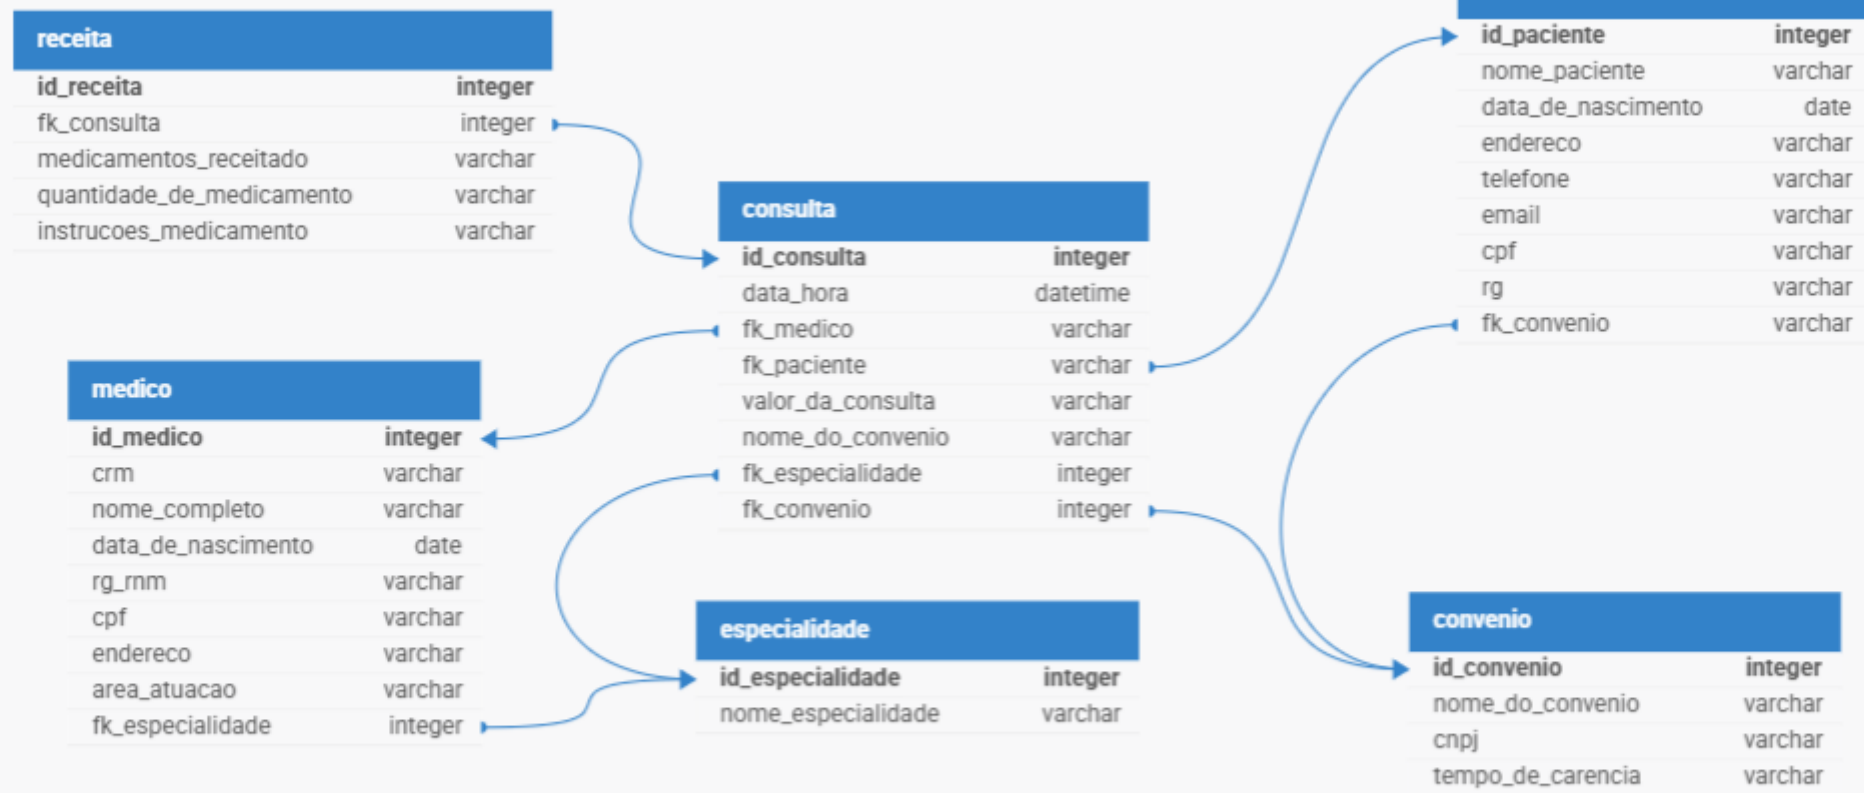 receita
id_receita integer
fk_consulta integer
medicamentos_receitado varchar
quantidade_de_medicamento varchar
instrucoes_medicamento varchar
medico
id_medico integer
crm varchar
nome_completo varchar
data_de_nascimento date
rg_rnm varchar
cpf varchar
endereco varchar
area_atuacao varchar
fk_especialidade integer
consulta
id_consulta integer
data_hora datetime
fk_medico varchar
fk_paciente varchar
valor_da_consulta varchar
nome_do_convenio varchar
fk_especialidade integer
fk_convenio integer
especialidade
id_especialidade integer
nome_especialidade varchar
id_paciente integer
nome_paciente varchar
data_de_nascimento date
endereco varchar
telefone varchar
email varchar
cpf varchar
rg varchar
fk_convenio varchar
convenio
id_convenio integer
nome_do_convenio varchar
cnpj varchar
tempo_de_carencia varchar